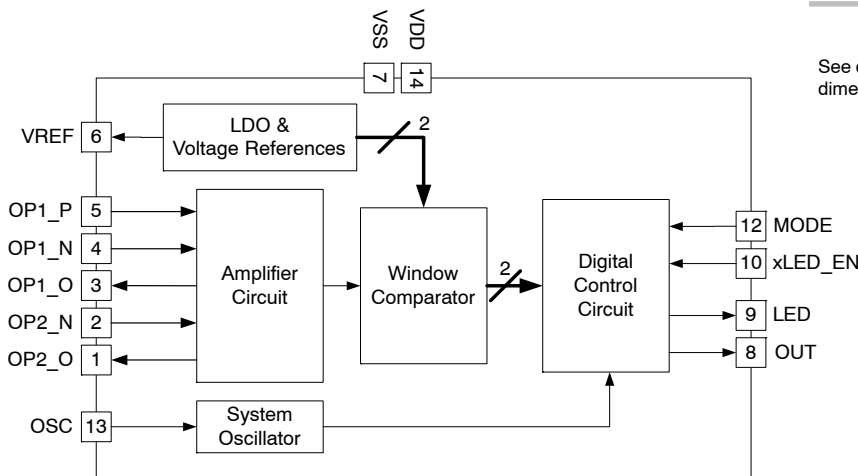 VSS
VDD
7
14
See
dime
VREF
6
LDO &
Voltage References
2
OP1_P
5
OP1_N
4
OP1_O
3
OP2_N
2
OP2_O
1
Amplifier
Circuit
Window
Comparator
2
Digital
Control
Circuit
12
MODE
10
xLED_EN
9
LED
8
OUT
OSC
13
System
Oscillator